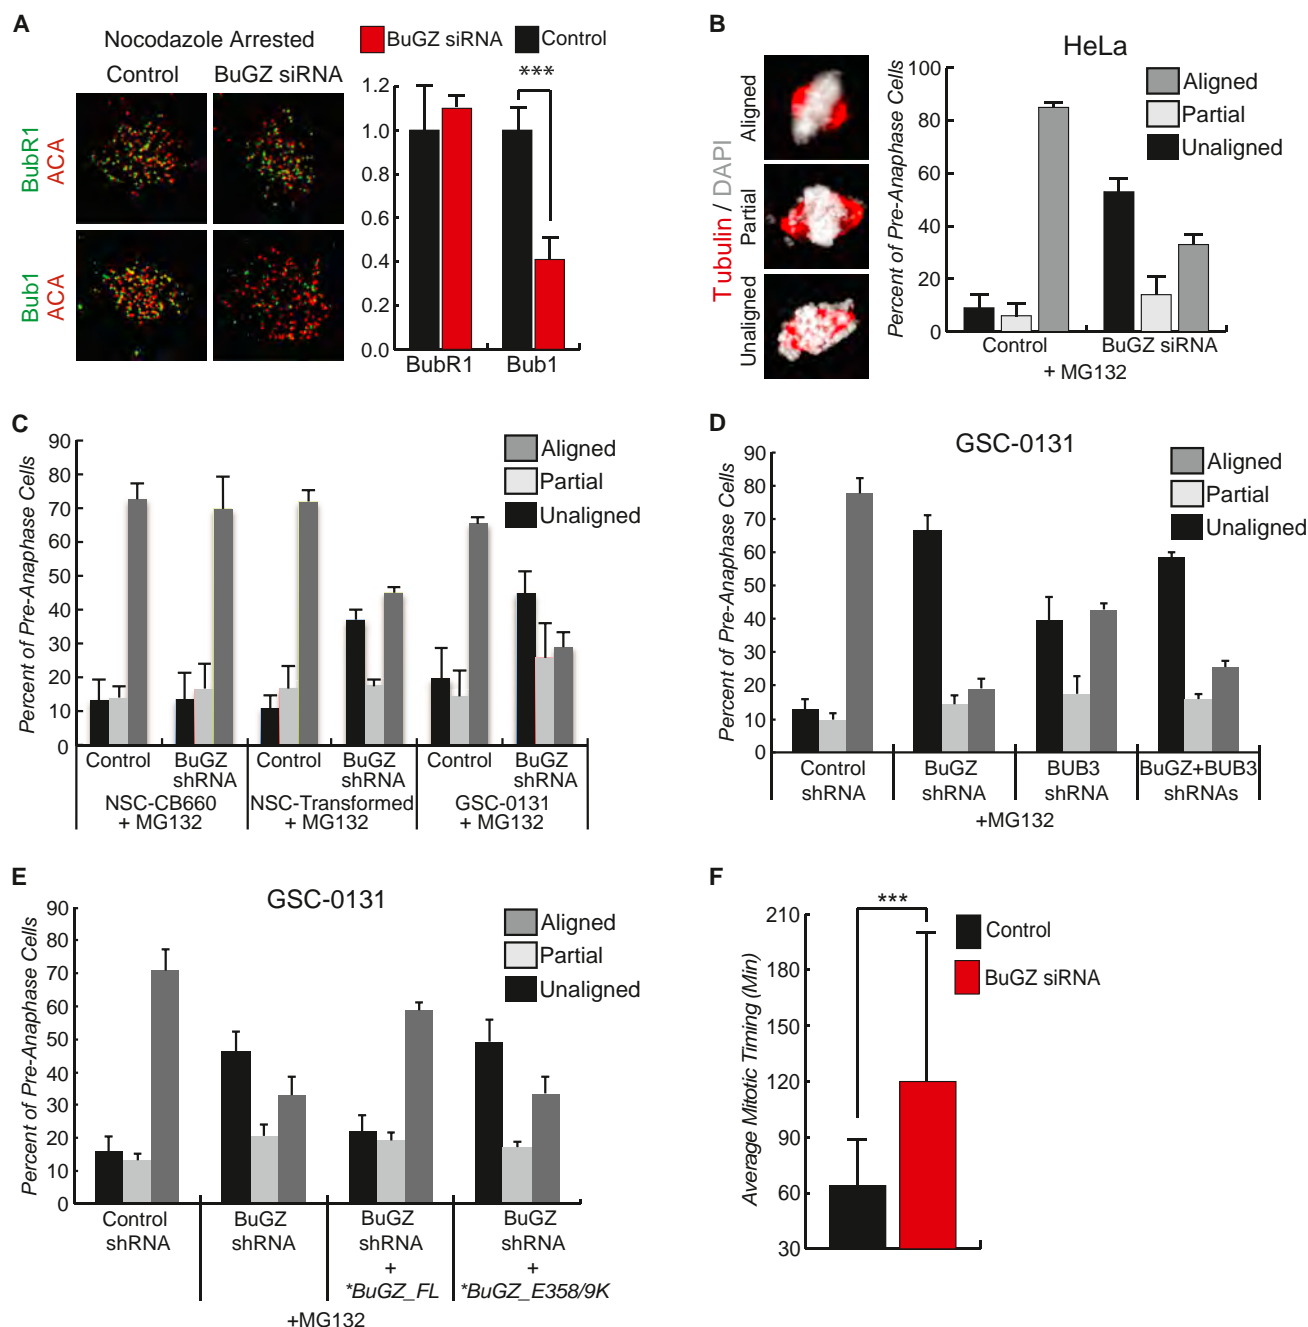 A
Nocodazole Arrested
Control
BuGZ siRNA
BubR1
ACA
Bub1
ACA
BuGZ siRNA
Control
***
1.2
1.0
0.8
0.6
0.4
0.2
0.0
BubR1
Bub1
B
HeLa
Aligned
Partial
Unaligned
Tubulin / DAPI
Percent of Pre-Anaphase Cells
100
80
60
40
20
0
Aligned
Partial
Unaligned
Control
BuGZ siRNA
+ MG132
C
Percent of Pre-Anaphase Cells
90
80
70
60
50
40
30
20
10
0
Aligned
Partial
Unaligned
Control
BuGZ
shRNA
NSC-CB660
+ MG132
Control
BuGZ
shRNA
NSC-Transformed
+ MG132
Control
BuGZ
shRNA
GSC-0131
+ MG132
D
GSC-0131
Percent of Pre-Anaphase Cells
90
80
70
60
50
40
30
20
10
0
Aligned
Partial
Unaligned
Control
shRNA
BuGZ
shRNA
BUB3
shRNA
BuGZ+BUB3
shRNAs
+MG132
E
GSC-0131
Percent of Pre-Anaphase Cells
90
80
70
60
50
40
30
20
10
0
Aligned
Partial
Unaligned
Control
shRNA
BuGZ
shRNA
BuGZ
shRNA
+
*BuGZ_FL
BuGZ
shRNA
+
*BuGZ_E358/9K
+MG132
F
Average Mitotic Timing (Min)
210
180
150
120
90
60
30
***
Control
BuGZ siRNA